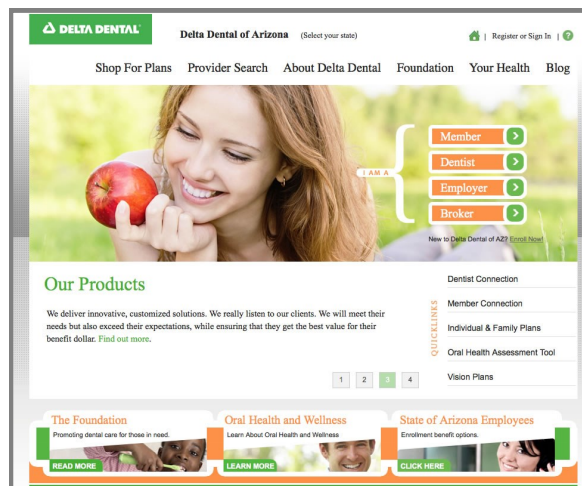 DELTA DENTAL
Delta Dental of Arizona (Select your state)
| Register or Sign In | ?
Shop For Plans Provider Search About Delta Dental Foundation Your Health Blog
I AM A
Member
Dentist
Employer
Broker
New to Delta Dental of AZ? Enroll Now!
Our Products
We deliver innovative, customized solutions. We really listen to our clients. We will meet their
needs but also exceed their expectations, while ensuring that they get the best value for their
benefit dollar. Find out more.
1 2 3 4
QUICKLINKS
Dentist Connection
Member Connection
Individual & Family Plans
Oral Health Assessment Tool
Vision Plans
The Foundation
Promoting dental care for those in need.
READ MORE
Oral Health and Wellness
Learn About Oral Health and Wellness
LEARN MORE
State of Arizona Employees
Enrollment benefit options.
CLICK HERE